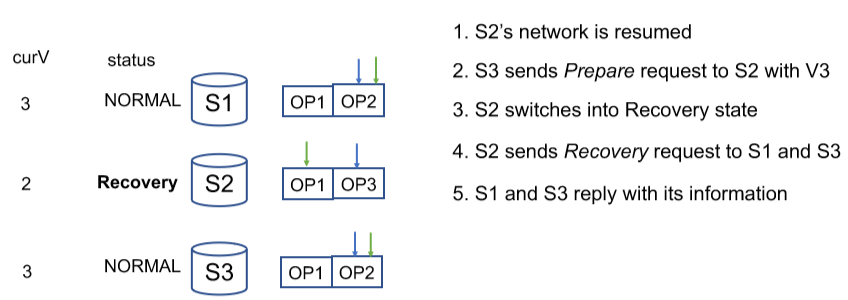 curV status
3 NORMAL S1 OP1 OP2
2 Recovery S2 OP1 OP3
3 NORMAL S3 OP1 OP2
1. S2's network is resumed
2. S3 sends Prepare request to S2 with V3
3. S2 switches into Recovery state
4. S2 sends Recovery request to S1 and S3
5. S1 and S3 reply with its information